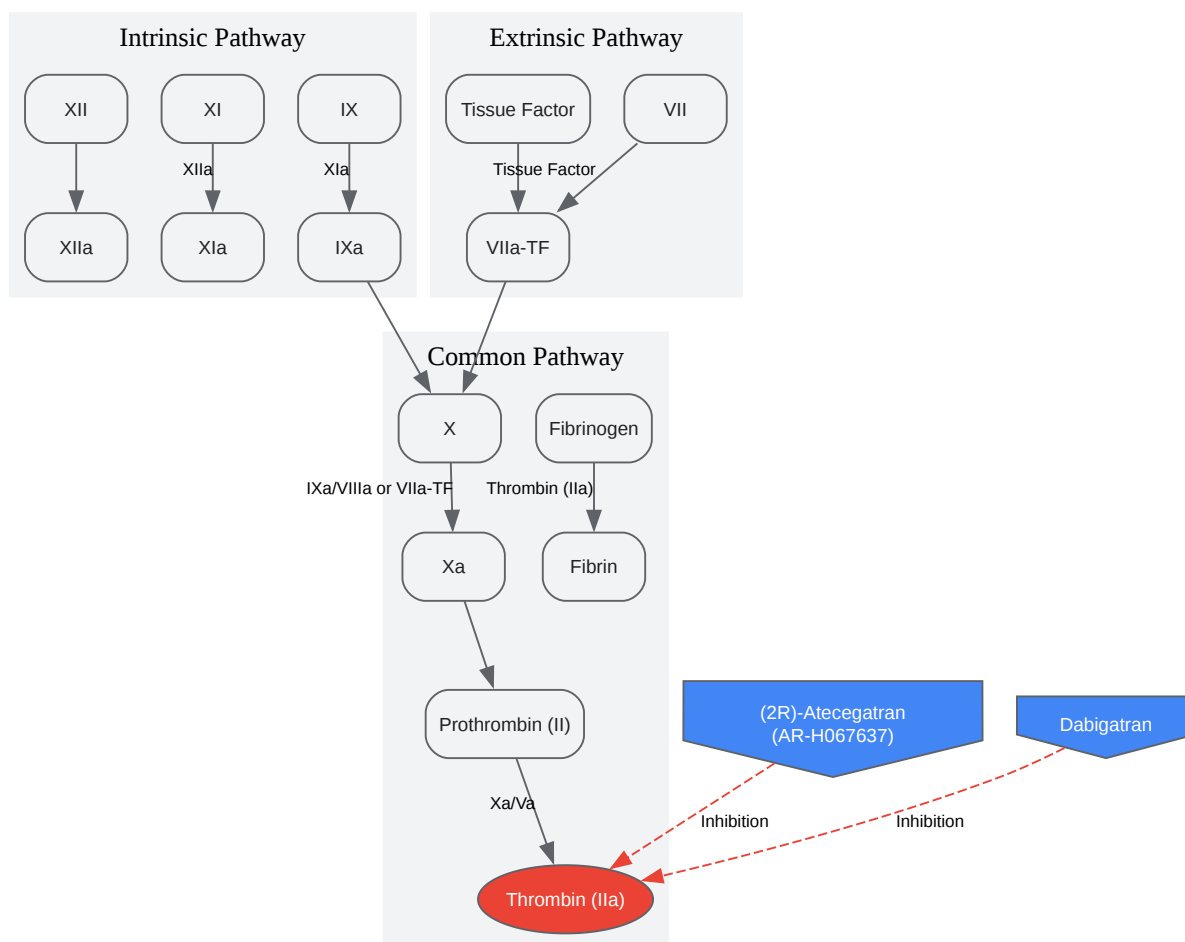 Intrinsic Pathway
Extrinsic Pathway
XII
XI
IX
Tissue Factor
VII
XIIa
XIa
Tissue Factor
XIIa
XIa
IXa
VIIa-TF
Common Pathway
X
Fibrinogen
IXa/VIIIa or VIIa-TF
Thrombin (IIa)
Xa
Fibrin
Prothrombin (II)
(2R)-Atecegatran
(AR-H067637)
Dabigatran
Xa/Va
Inhibition
Inhibition
Thrombin (IIa)